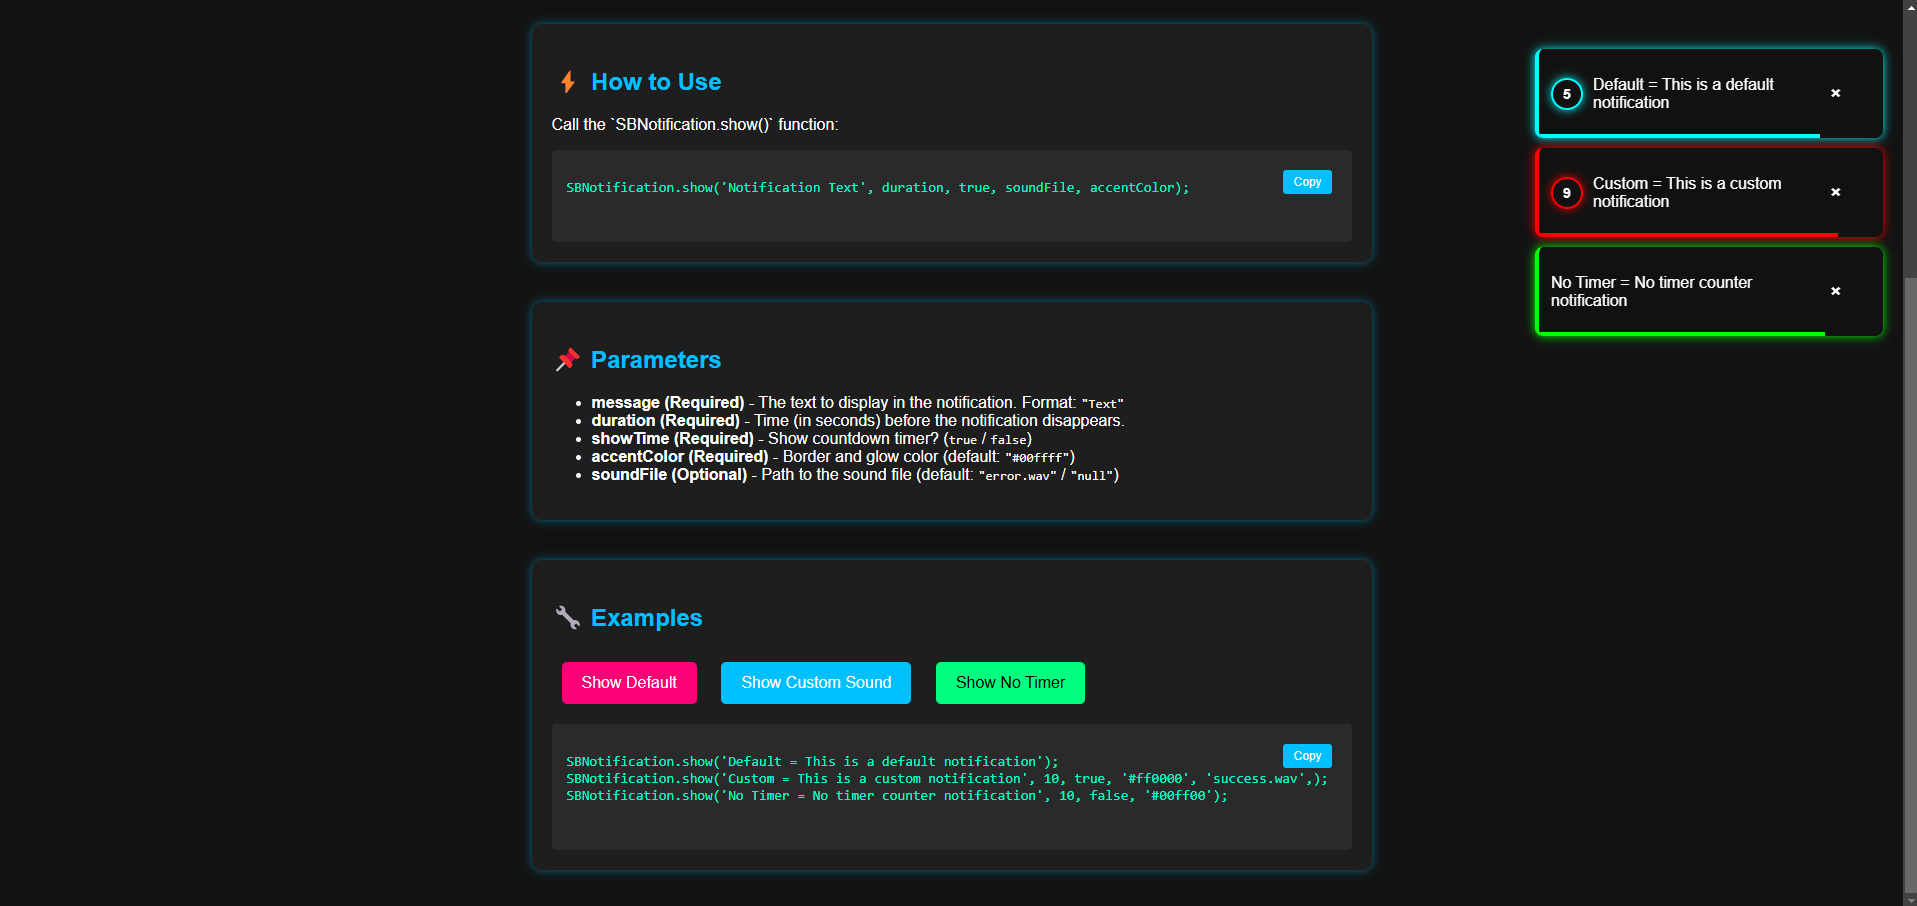 How to Use
Call the `SBNotification.show()` function:
Copy
SBNotification.show('Notification Text', duration, true, soundFile, accentColor);
Parameters
message (Required) - The text to display in the notification. Format: "Text"
duration (Required) - Time (in seconds) before the notification disappears.
showTime (Required) - Show countdown timer? (true / false)
accentColor (Required) - Border and glow color (default: "#00ffff")
soundFile (Optional) - Path to the sound file (default: "error.wav" / "null")
Examples
Show Default
Show Custom Sound
Show No Timer
Copy
SBNotification.show('Default = This is a default notification');
SBNotification.show('Custom = This is a custom notification', 10, true, '#ff0000', 'success.wav',);
SBNotification.show('No Timer = No timer counter notification', 10, false, '#00ff00');
5
Default = This is a default
notification
×
9
Custom = This is a custom
notification
×
No Timer = No timer counter
notification
×